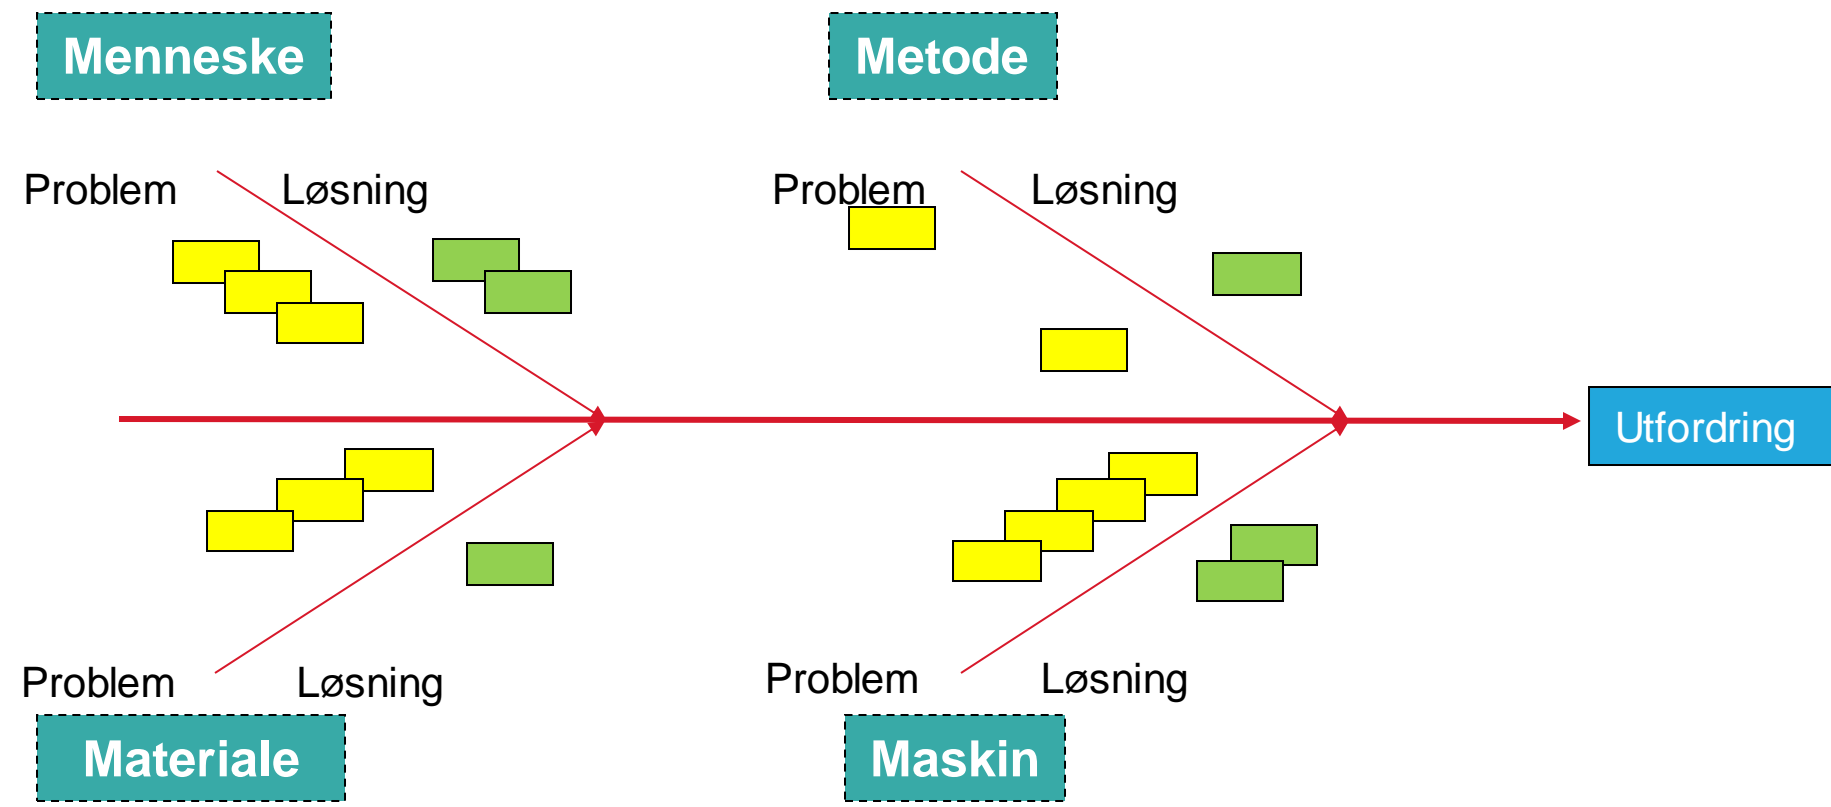 Menneske
Metode
Problem
Løsning
Problem
Løsning
Utfordring
Problem
Løsning
Problem
Løsning
Materiale
Maskin